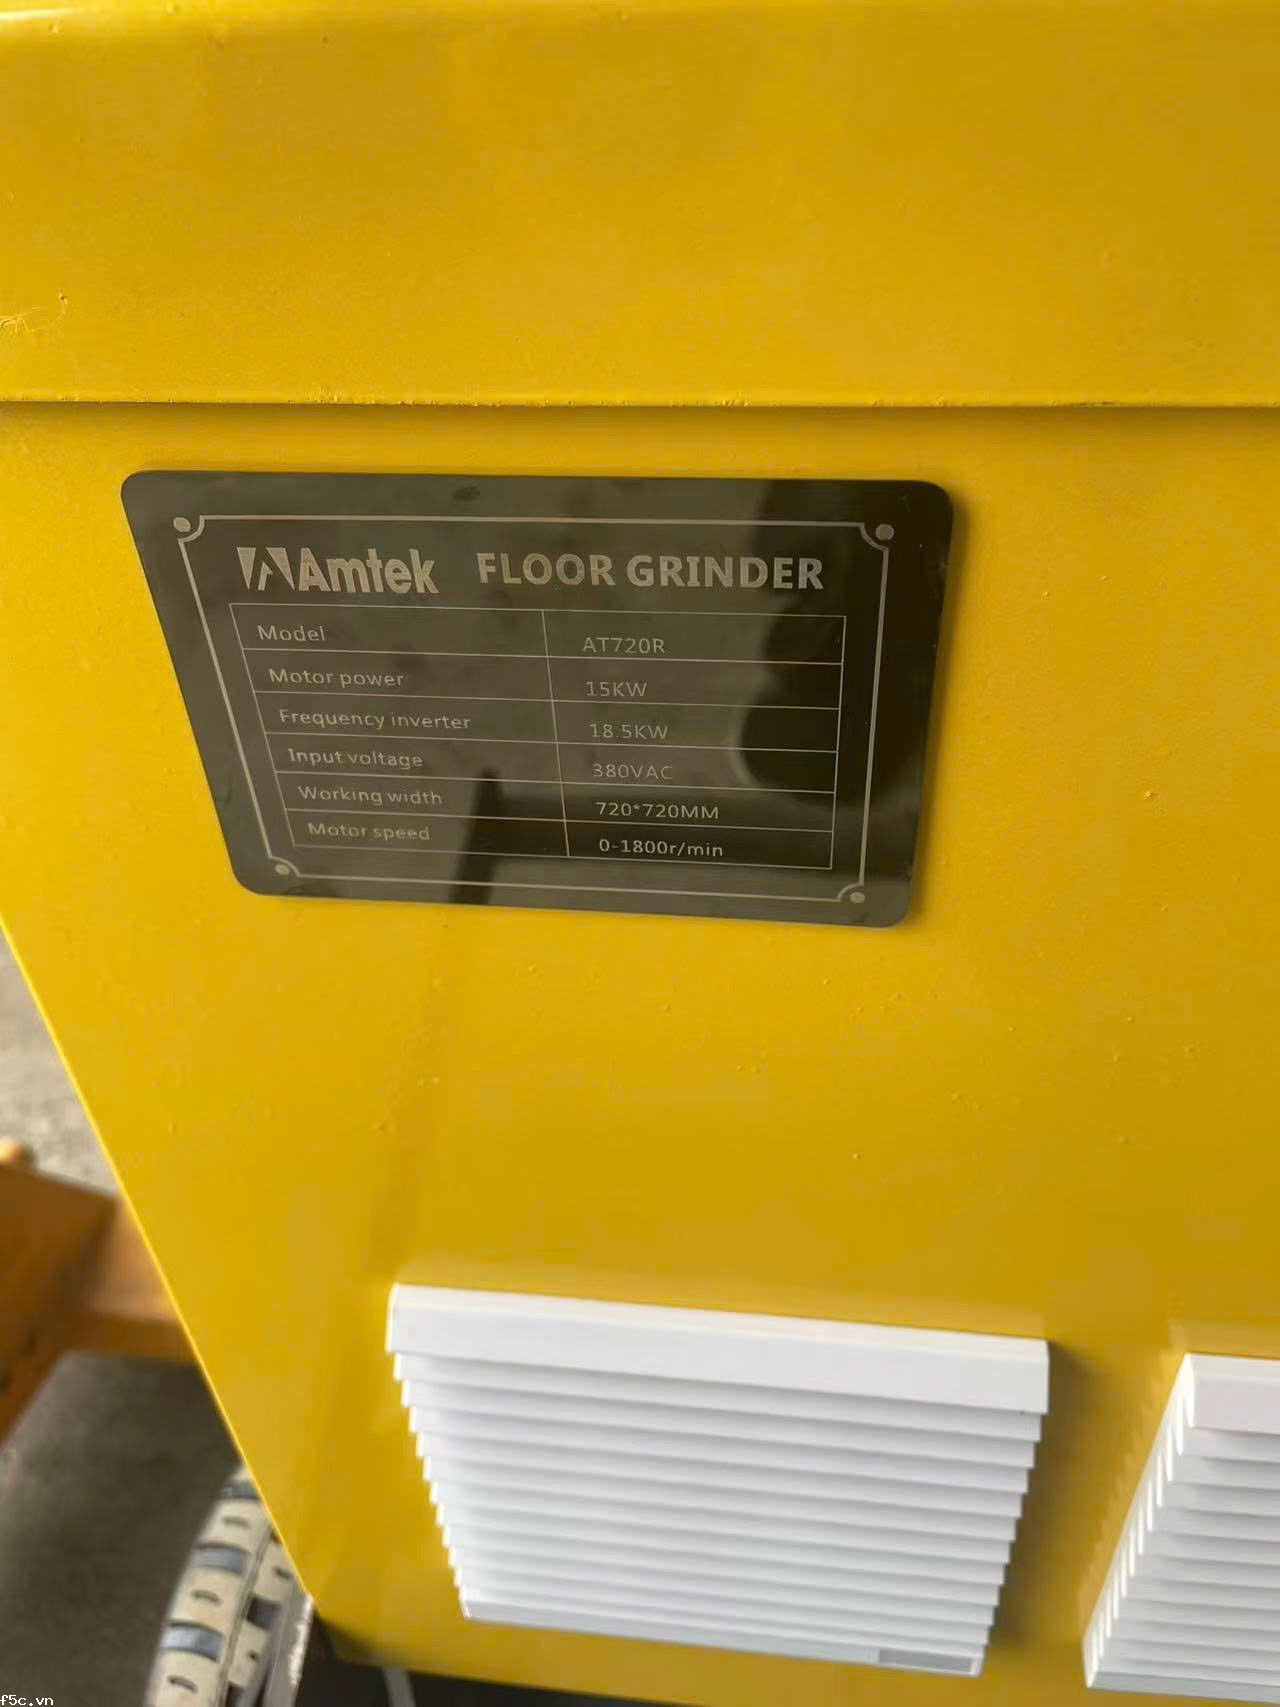 Amtek FLOOR GRINDER
Model AT720R
Motor power 15KW
Frequency inverter 18.5KW
Input voltage 380VAC
Working width 720*720MM
Motor speed 0-1800r/min
f5c.vn